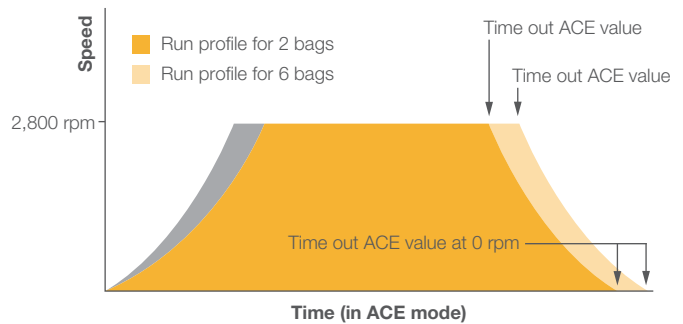 Speed
Run profile for 2 bags
Run profile for 6 bags
Time out ACE value
Time out ACE value
2,800 rpm
Time out ACE value at 0 rpm
Time (in ACE mode)